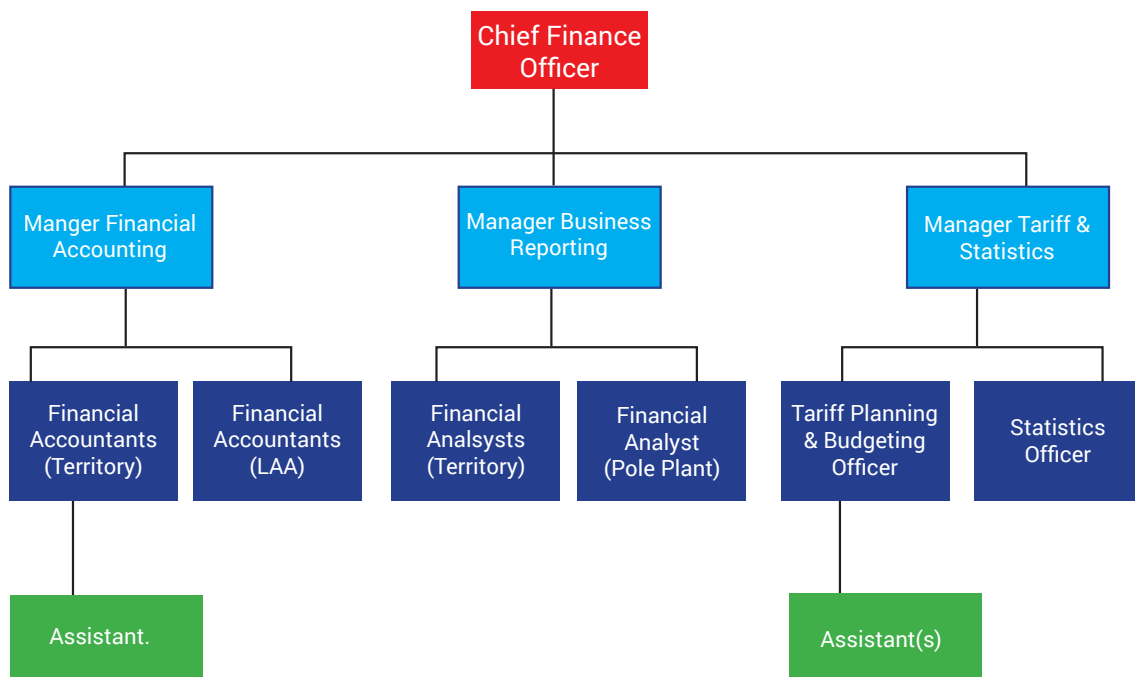 Chief Finance
Officer
Manger Financial
Accounting
Manager Business
Reporting
Manager Tariff &
Statistics
Financial
Accountants
(Territory)
Financial
Accountants
(LAA)
Financial
Analsysts
(Territory)
Financial
Analyst
(Pole Plant)
Tariff Planning
& Budgeting
Officer
Statistics
Officer
Assistant.
Assistant(s)